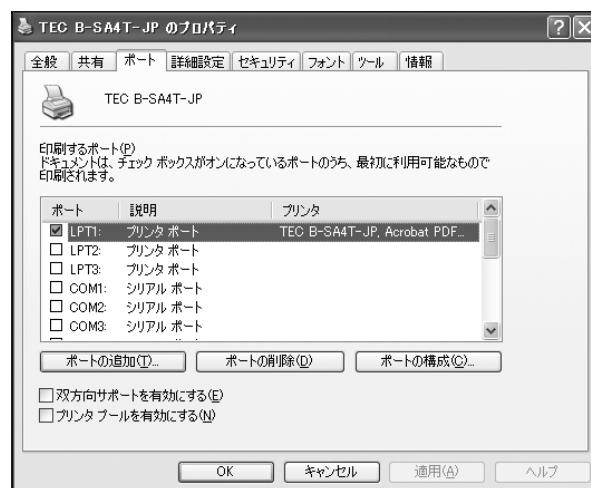 TEC B-SA4T-JP のプロパティ
全般 共有 ポート 詳細設定 セキュリティ フォント ツール 情報
TEC B-SA4T-JP
印刷するポート(P)
ドキュメントは、チェック ボックスがオンになっているポートのうち、最初に利用可能なもので
印刷されます。
ポート 説明 プリンタ
LPT1: プリンタ ポート TEC B-SA4T-JP, Acrobat PDF...
LPT2: プリンタ ポート
LPT3: プリンタ ポート
COM1: シリアル ポート
COM2: シリアル ポート
COM3: シリアル ポート
ポートの追加(T)... ポートの削除(D) ポートの構成(C)...
双方向サポートを有効にする(E)
プリンタ プールを有効にする(N)
OK キャンセル 適用(A) ヘルプ